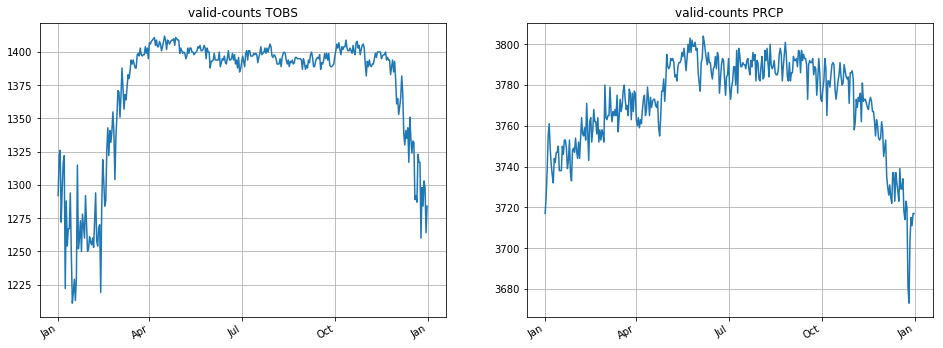 valid-counts TOBS
1400
1375
1350
1325
1300
1275
1250
1225
Jan
Apr
Jul
Oct
Jan
valid-counts PRCP
3800
3780
3760
3740
3720
3700
3680
Jan
Apr
Jul
Oct
Jan